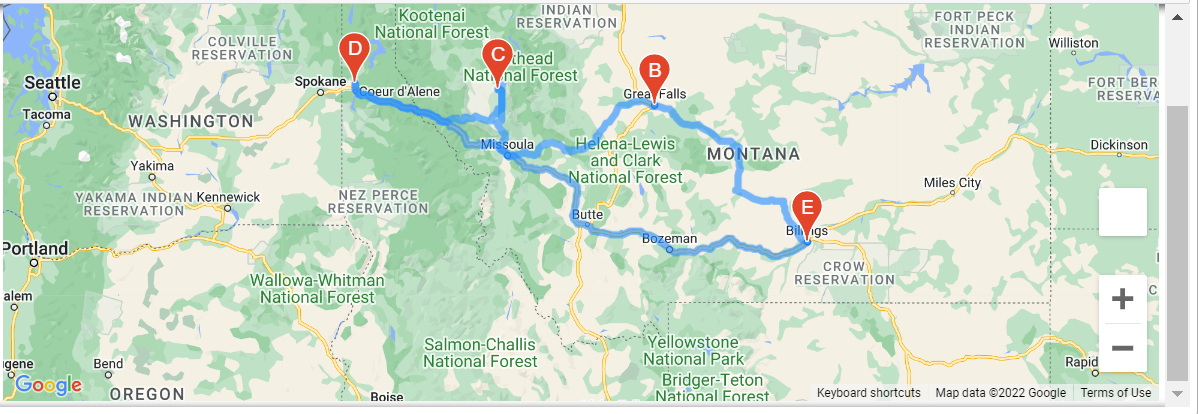 Kootenai
National Forest
INDIAN
RESERVATION
FORT PECK
INDIAN
RESERVATION
COLVILLE
RESERVATION
Williston
D
C
B
thead
National Forest
Spokane
Coeur d'Alene
Seattle
Great Falls
FORT BER
RESERVA
Tacoma
WASHINGTON
Missoula
Helena-Lewis
and Clark
National Forest
MONTANA
Dickinson
Yakima
YAKAMA INDIAN
RESERVATION
Kennewick
NEZ PERCE
RESERVATION
Miles City
E
Butte
Billings
Bozeman
Portland
CROW
RESERVATION
Wallowa-Whitman
National Forest
alem
Salmon-Challis
National Forest
Yellowstone
National Park
Bridger-Teton
National Forest
gene
Bend
Rapid
Google
OREGON
Boise
Keyboard shortcuts
Map data ©2022 Google
Terms of Use
+
−